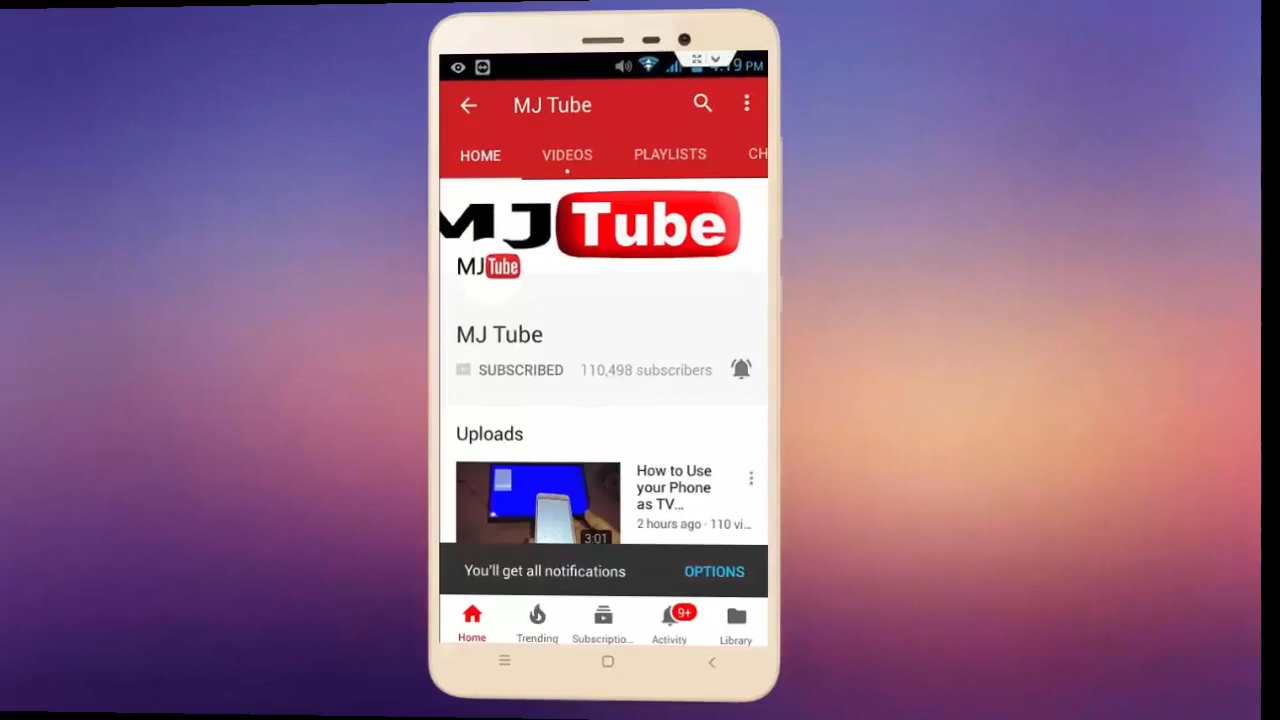 PM
MJ Tube
HOME VIDEOS PLAYLISTS CH
MJ Tube
MJ Tube
MJ Tube
SUBSCRIBED 110,498 subscribers
Uploads
How to Use
your Phone
as TV...
2 hours ago · 110 vi...
3:01
You'll get all notifications OPTIONS
9+
Home Trending Subscriptio... Activity Library